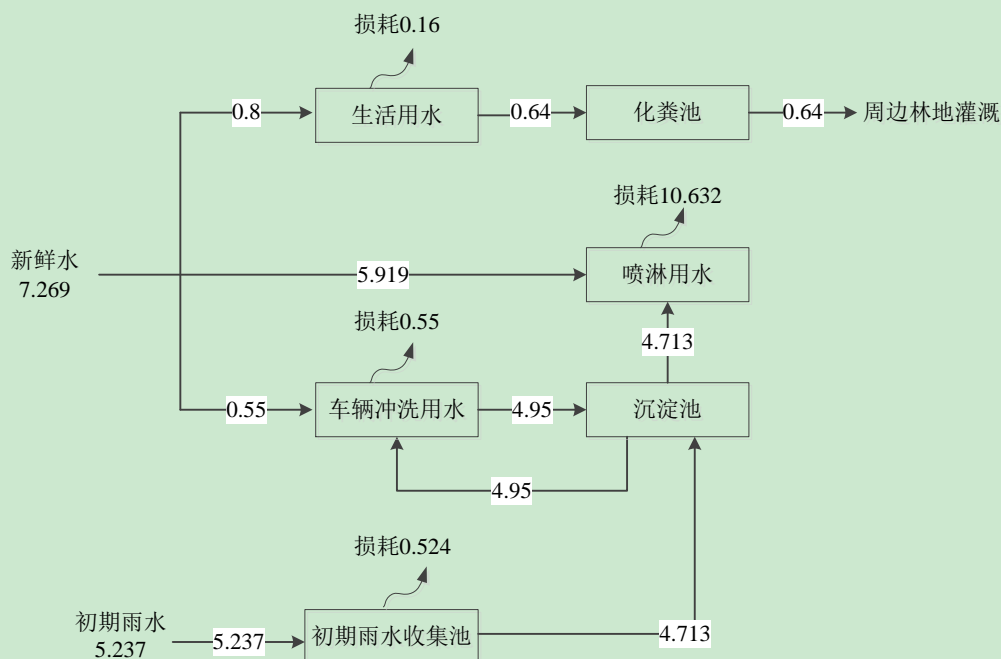 损耗0.16
0.8
生活用水
0.64
化粪池
0.64
周边林地灌溉
损耗10.632
新鲜水
7.269
5.919
喷淋用水
损耗0.55
4.713
0.55
车辆冲洗用水
4.95
沉淀池
4.95
损耗0.524
初期雨水
5.237
5.237
初期雨水收集池
4.713